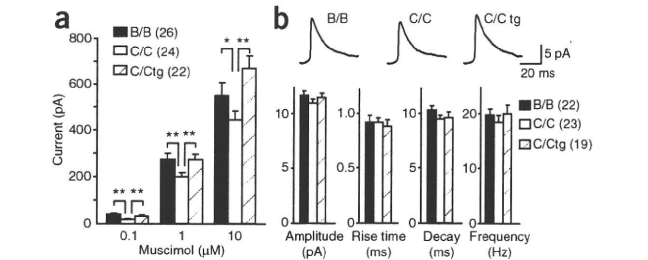 a
B/B (26)
C/C (24)
C/Ctg (22)
800
600
400
200
0
Current (pA)
** **
** **
* **
0.1 1 10
Muscimol (μM)
b
B/B C/C C/C tg
5 pA
20 ms
10
5
0
1.0
0.5
0
10
5
0
20
10
0
B/B (22)
C/C (23)
C/Ctg (19)
Amplitude Rise time Decay Frequency
(pA) (ms) (ms) (Hz)